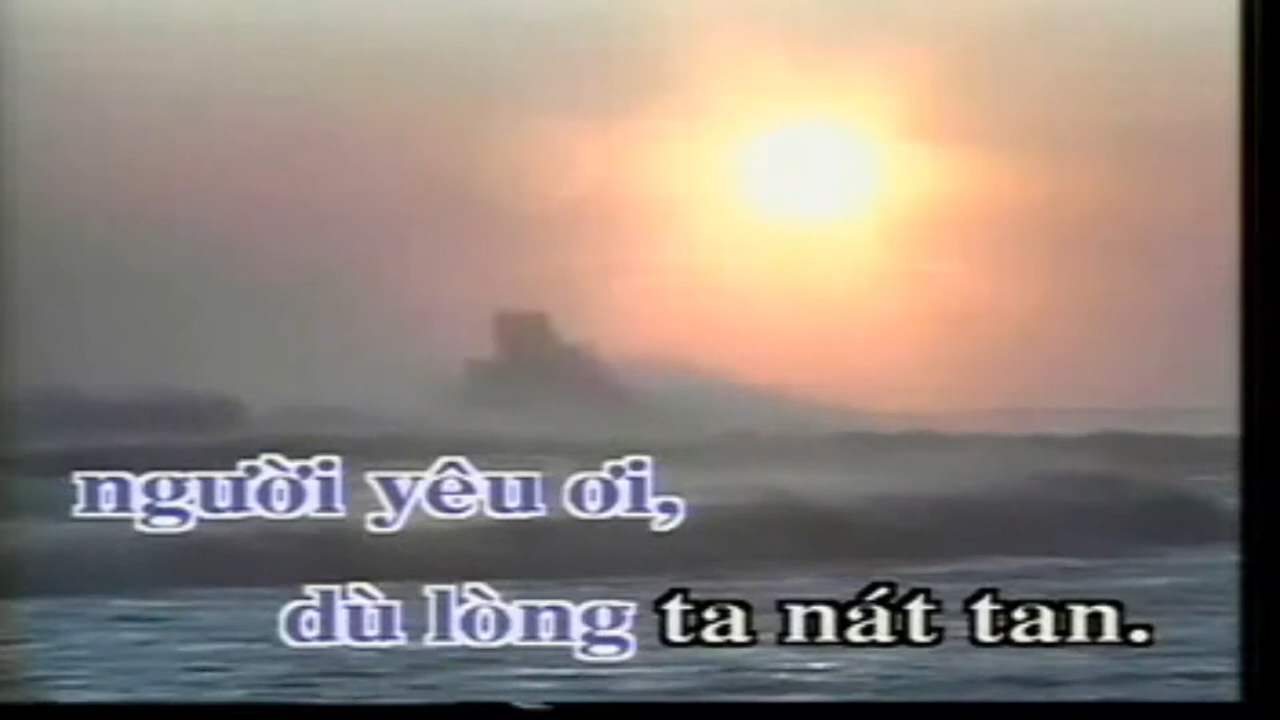 người yêu ơi,
dù lòng ta nát tan.